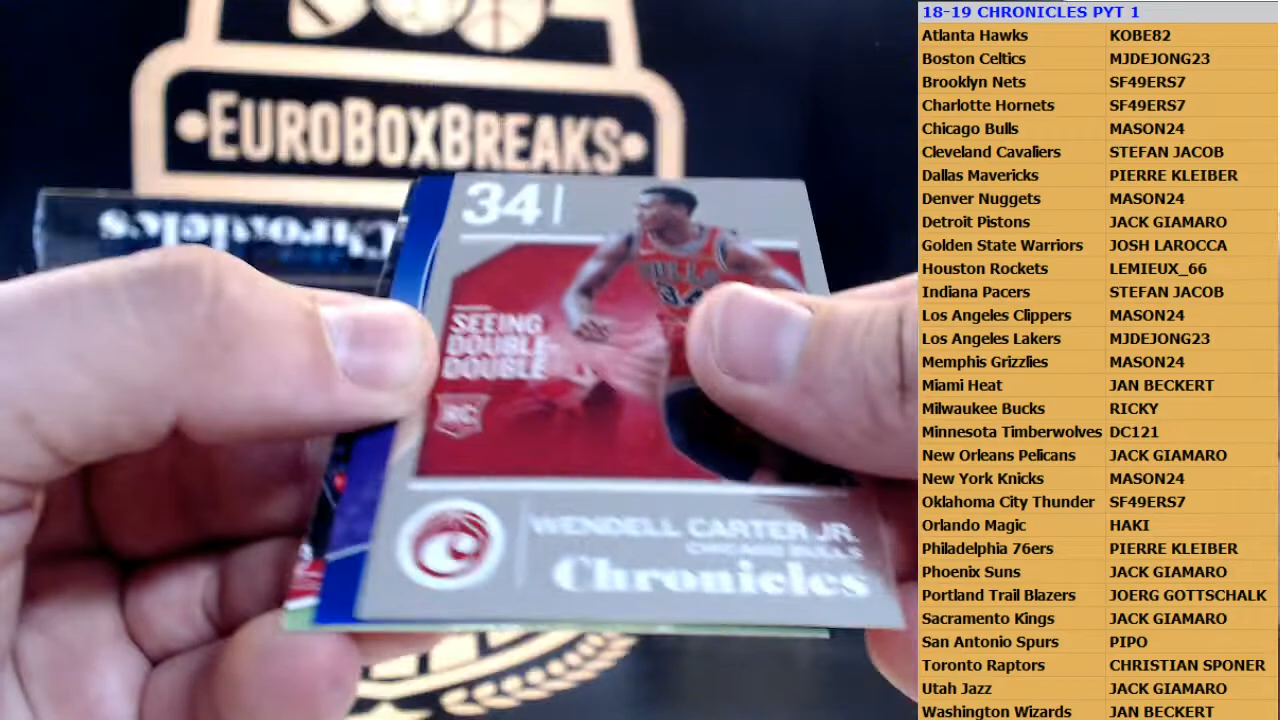 •EUROBOXBREAKS•
Chronicles
34
BULLS
34
SEEING
DOUBLE
DOUBLE
RC
WENDELL CARTER JR.
CHICAGO BULLS
Chronicles
18-19 CHRONICLES PYT 1
Atlanta Hawks KOBE82
Boston Celtics MJDEJONG23
Brooklyn Nets SF49ERS7
Charlotte Hornets SF49ERS7
Chicago Bulls MASON24
Cleveland Cavaliers STEFAN JACOB
Dallas Mavericks PIERRE KLEIBER
Denver Nuggets MASON24
Detroit Pistons JACK GIAMARO
Golden State Warriors JOSH LAROCCA
Houston Rockets LEMIEUX_66
Indiana Pacers STEFAN JACOB
Los Angeles Clippers MASON24
Los Angeles Lakers MJDEJONG23
Memphis Grizzlies MASON24
Miami Heat JAN BECKERT
Milwaukee Bucks RICKY
Minnesota Timberwolves DC121
New Orleans Pelicans JACK GIAMARO
New York Knicks MASON24
Oklahoma City Thunder SF49ERS7
Orlando Magic HAKI
Philadelphia 76ers PIERRE KLEIBER
Phoenix Suns JACK GIAMARO
Portland Trail Blazers JOERG GOTTSCHALK
Sacramento Kings JACK GIAMARO
San Antonio Spurs PIPO
Toronto Raptors CHRISTIAN SPONER
Utah Jazz JACK GIAMARO
Washington Wizards JAN BECKERT